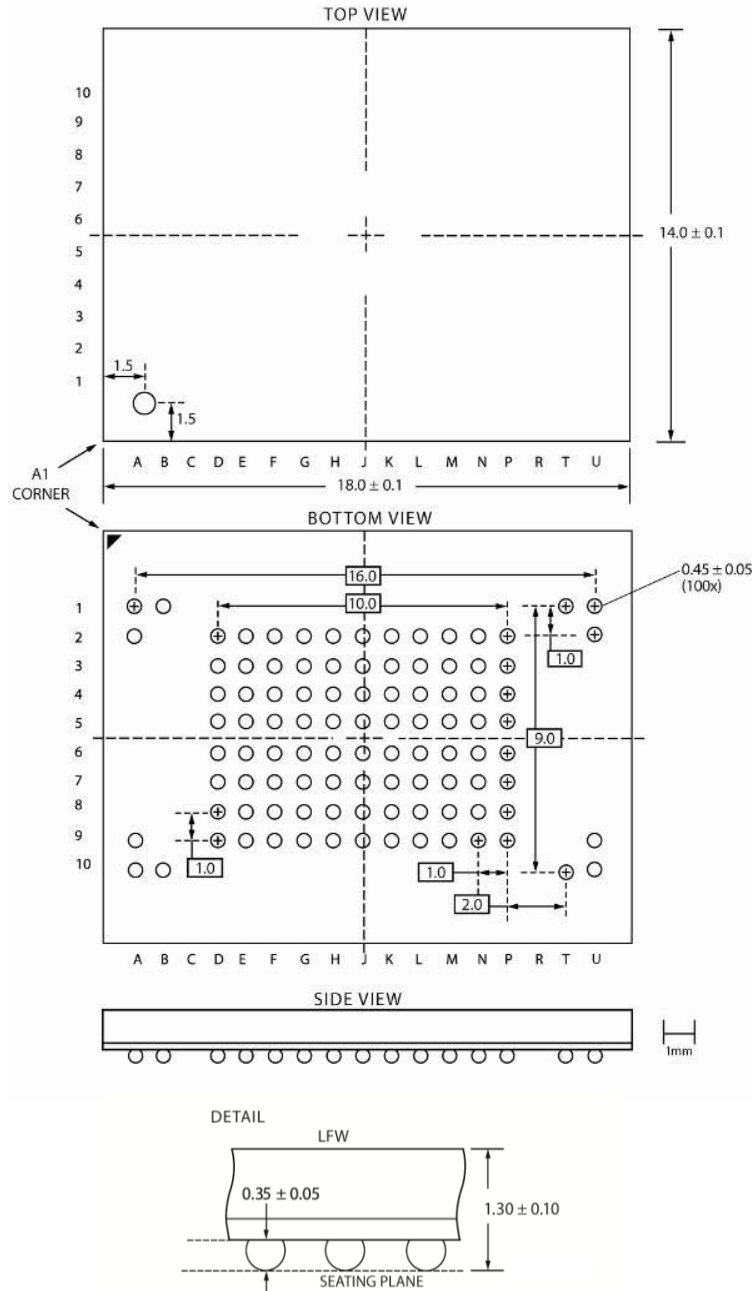 TOP VIEW
10
9
8
7
6
5
4
3
2
1
14.0 ± 0.1
1.5
1.5
A B C D E F G H J K L M N P R T U
A1
CORNER
18.0 ± 0.1
BOTTOM VIEW
16.0
10.0
0.45 ± 0.05
(100x)
1
2
3
4
5
6
7
8
9
10
1.0
9.0
1.0
1.0
2.0
A B C D E F G H J K L M N P R T U
SIDE VIEW
1mm
DETAIL
LFW
0.35 ± 0.05
1.30 ± 0.10
SEATING PLANE